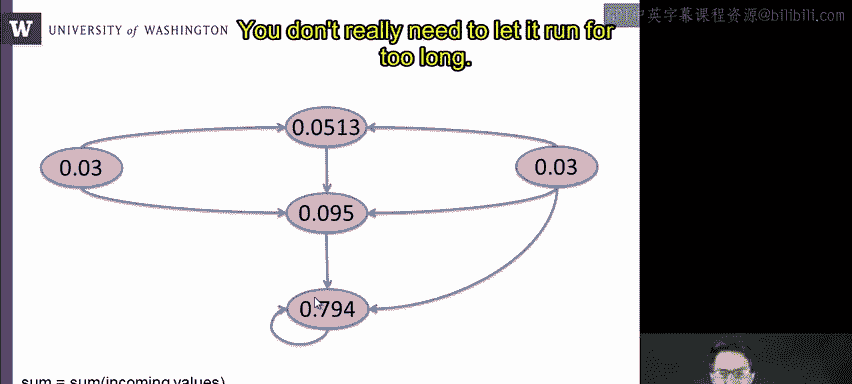 W UNIVERSITY of WASHINGTON
You don't really need to let it run for
too long.
英字幕课程资源@bilibili.com
0.0513
0.03
0.03
0.095
0.794
sum = sum(incoming values)